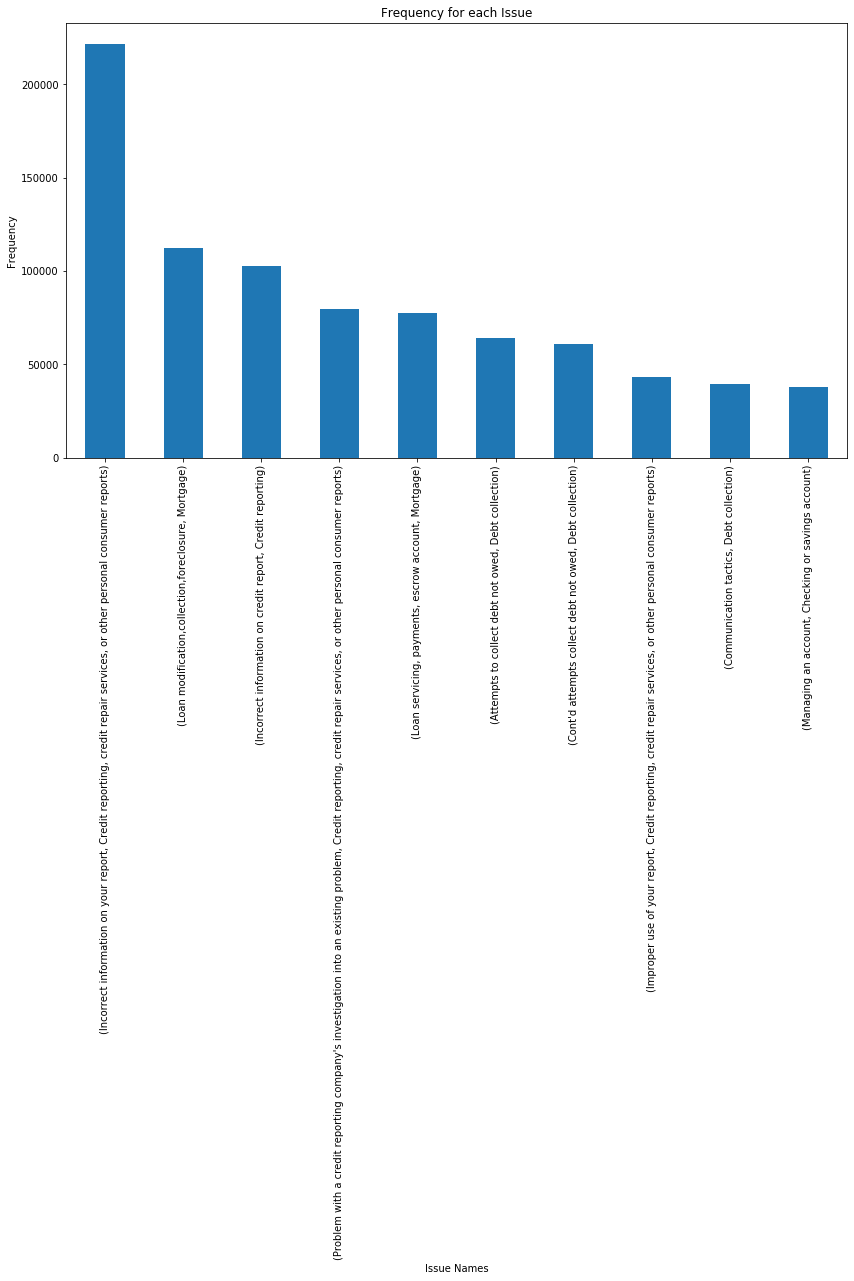 Frequency for each Issue
Frequency
200000
150000
100000
50000
0
(Incorrect information on your report, Credit reporting, credit repair services, or other personal consumer reports)
(Loan modification,collection,foreclosure, Mortgage)
(Incorrect information on credit report, Credit reporting)
(Problem with a credit reporting company's investigation into an existing problem, Credit reporting, credit repair services, or other personal consumer reports)
(Loan servicing, payments, escrow account, Mortgage)
(Attempts to collect debt not owed, Debt collection)
(Cont'd attempts collect debt not owed, Debt collection)
(Improper use of your report, Credit reporting, credit repair services, or other personal consumer reports)
(Communication tactics, Debt collection)
(Managing an account, Checking or savings account)
Issue Names